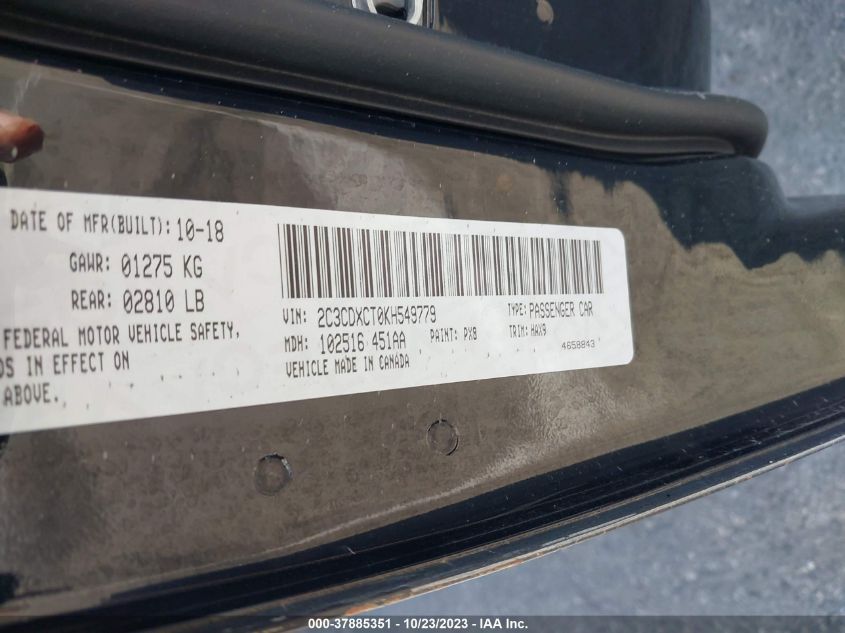 DATE OF MFR(BUILT): 10-18
GAWR: 01275 KG
REAR: 02810 LB
FEDERAL MOTOR VEHICLE SAFETY,
DS IN EFFECT ON
ABOVE.
VIN: 2C3CDXCT0KH549779
TYPE: PASSENGER CAR
MDH: 102516 451AA
PAINT: PX8
TRIM: HAX9
VEHICLE MADE IN CANADA
4658843
000-37885351 - 10/23/2023 - IAA Inc.